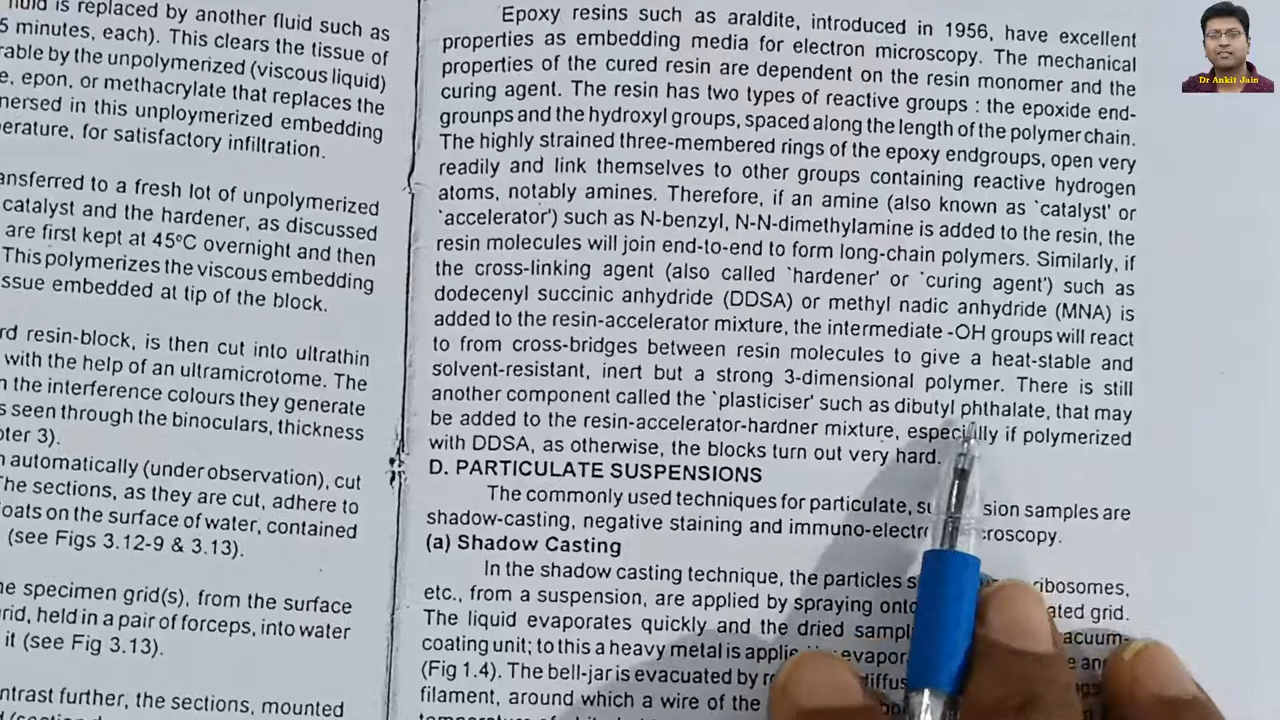 fluid is replaced by another fluid such as
5 minutes, each). This clears the tissue of
rable by the unpolymerized (viscous liquid)
e, epon, or methacrylate that replaces the
nersed in this unploymerized embedding
perature, for satisfactory infiltration.
ansferred to a fresh lot of unpolymerized
catalyst and the hardener, as discussed
are first kept at 45ºC overnight and then
This polymerizes the viscous embedding
issue embedded at tip of the block.
rd resin-block, is then cut into ultrathin
with the help of an ultramicrotome. The
n the interference colours they generate
s seen through the binoculars, thickness
oter 3).
n automatically (under observation), cut
The sections, as they are cut, adhere to
loats on the surface of water, contained
(see Figs 3.12-9 & 3.13).
he specimen grid(s), from the surface
grid, held in a pair of forceps, into water
it (see Fig 3.13).
ntrast further, the sections, mounted
Epoxy resins such as araldite, introduced in 1956, have excellent
properties as embedding media for electron microscopy. The mechanical
properties of the cured resin are dependent on the resin monomer and the
curing agent. The resin has two types of reactive groups : the epoxide end-
grounps and the hydroxyl groups, spaced along the length of the polymer chain.
The highly strained three-membered rings of the epoxy endgroups, open very
readily and link themselves to other groups containing reactive hydrogen
atoms, notably amines. Therefore, if an amine (also known as `catalyst' or
`accelerator') such as N-benzyl, N-N-dimethylamine is added to the resin, the
resin molecules will join end-to-end to form long-chain polymers. Similarly, if
the cross-linking agent (also called `hardener' or `curing agent') such as
dodecenyl succinic anhydride (DDSA) or methyl nadic anhydride (MNA) is
added to the resin-accelerator mixture, the intermediate -OH groups will react
to from cross-bridges between resin molecules to give a heat-stable and
solvent-resistant, inert but a strong 3-dimensional polymer. There is still
another component called the `plasticiser' such as dibutyl phthalate, that may
be added to the resin-accelerator-hardner mixture, especially if polymerized
with DDSA, as otherwise, the blocks turn out very hard.
D. PARTICULATE SUSPENSIONS
The commonly used techniques for particulate, sion samples are
shadow-casting, negative staining and immuno-electro croscopy.
(a) Shadow Casting
In the shadow casting technique, the particles ribosomes,
etc., from a suspension, are applied by spraying onto ated grid.
The liquid evaporates quickly and the dried sampl vacuum-
coating unit; to this a heavy metal is applie evapor
(Fig 1.4). The bell-jar is evacuated by diffus
filament, around which a wire of the
Dr Ankit Jain